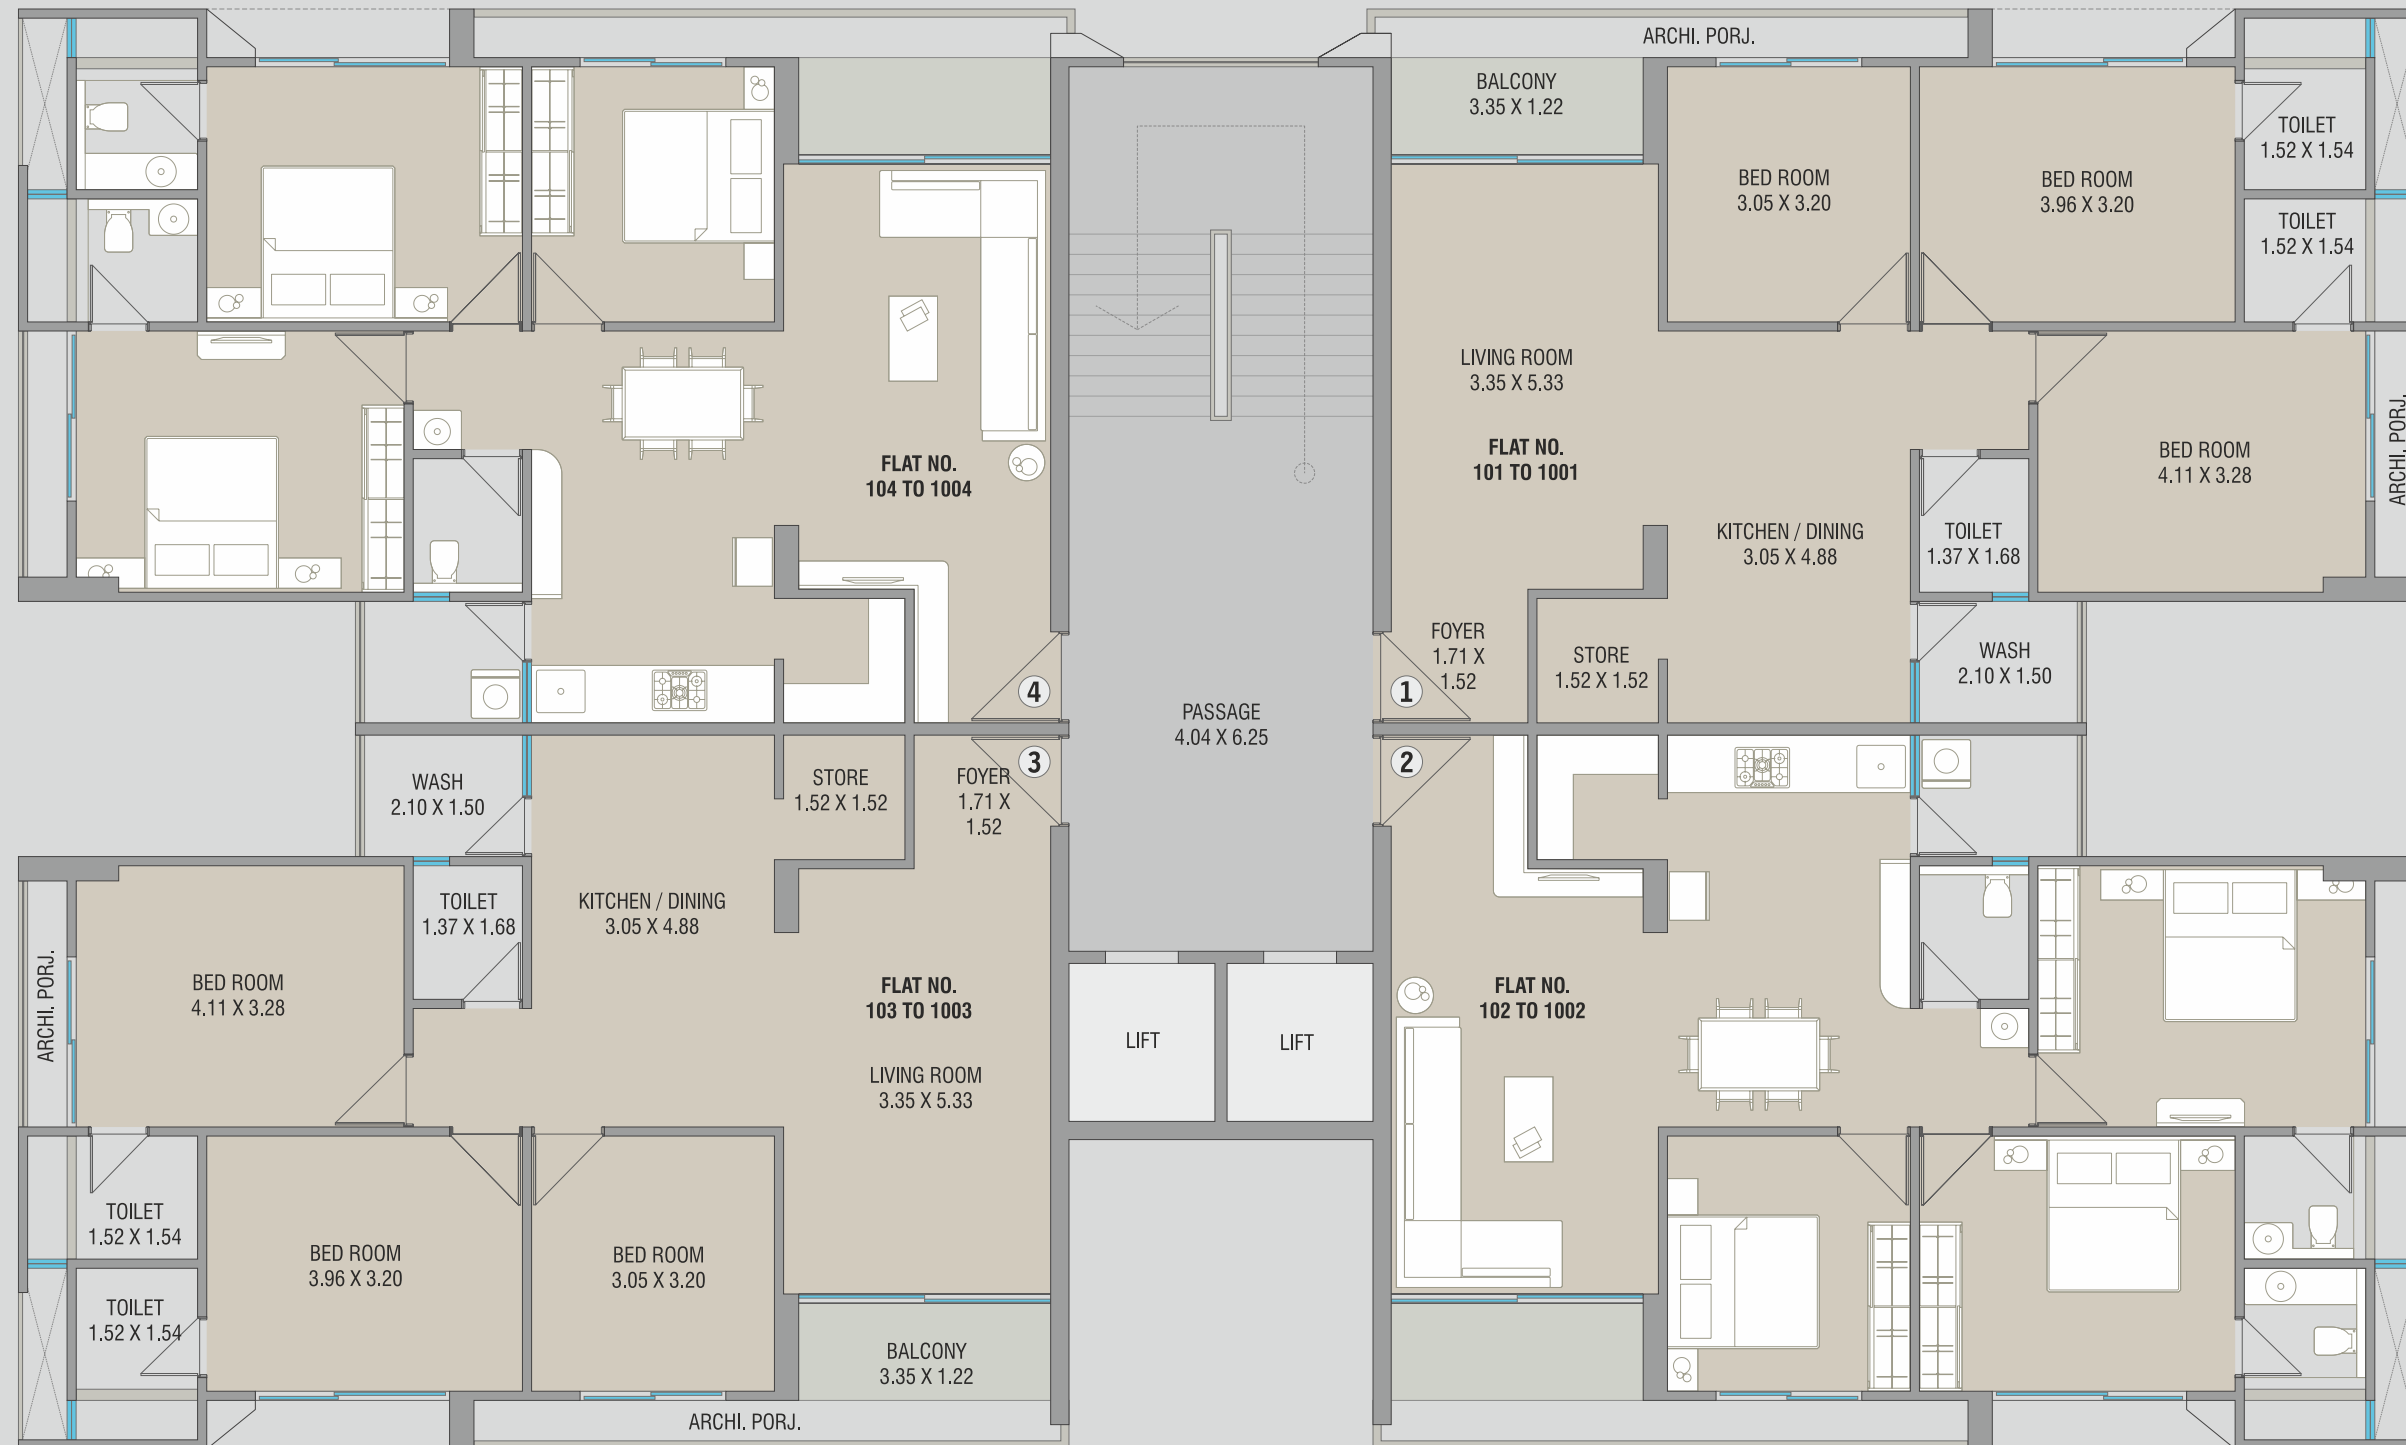 ARCHI. PORJ.
BALCONY
3.35 X 1.22
BED ROOM
3.05 X 3.20
BED ROOM
3.96 X 3.20
TOILET
1.52 X 1.54
TOILET
1.52 X 1.54
LIVING ROOM
3.35 X 5.33
FLAT NO.
101 TO 1001
BED ROOM
4.11 X 3.28
ARCHI. PORJ.
KITCHEN / DINING
3.05 X 4.88
TOILET
1.37 X 1.68
FOYER
1.71 X
1.52
STORE
1.52 X 1.52
WASH
2.10 X 1.50
1
FLAT NO.
104 TO 1004
4
PASSAGE
4.04 X 6.25
WASH
2.10 X 1.50
STORE
1.52 X 1.52
FOYER
1.71 X
1.52
3
2
TOILET
1.37 X 1.68
KITCHEN / DINING
3.05 X 4.88
BED ROOM
4.11 X 3.28
ARCHI. PORJ.
FLAT NO.
103 TO 1003
LIVING ROOM
3.35 X 5.33
LIFT
LIFT
FLAT NO.
102 TO 1002
TOILET
1.52 X 1.54
BED ROOM
3.96 X 3.20
BED ROOM
3.05 X 3.20
TOILET
1.52 X 1.54
BALCONY
3.35 X 1.22
ARCHI. PORJ.